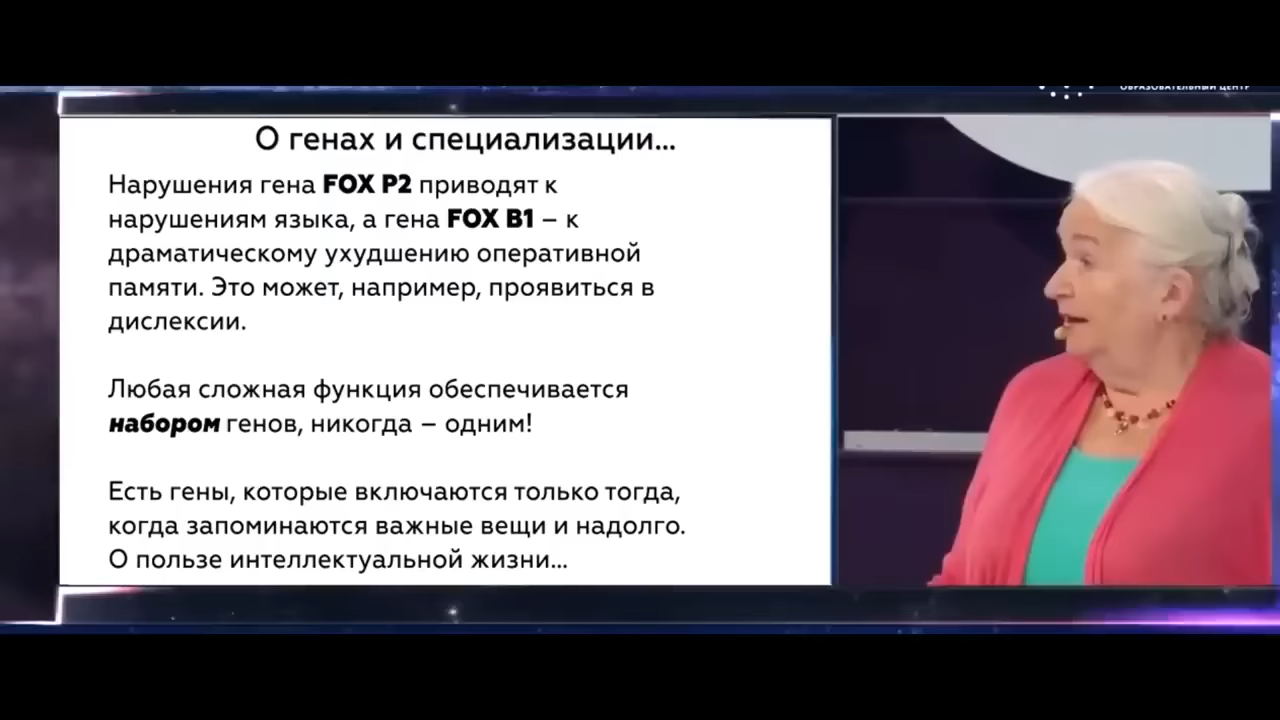 ОБРАЗОВАТЕЛЬНЫЙ ЦЕНТР
О генах и специализации...
Нарушения гена FOX P2 приводят к
нарушениям языка, а гена FOX B1 – к
драматическому ухудшению оперативной
памяти. Это может, например, проявиться в
дислексии.
Любая сложная функция обеспечивается
набором генов, никогда – одним!
Есть гены, которые включаются только тогда,
когда запоминаются важные вещи и надолго.
О пользе интеллектуальной жизни...